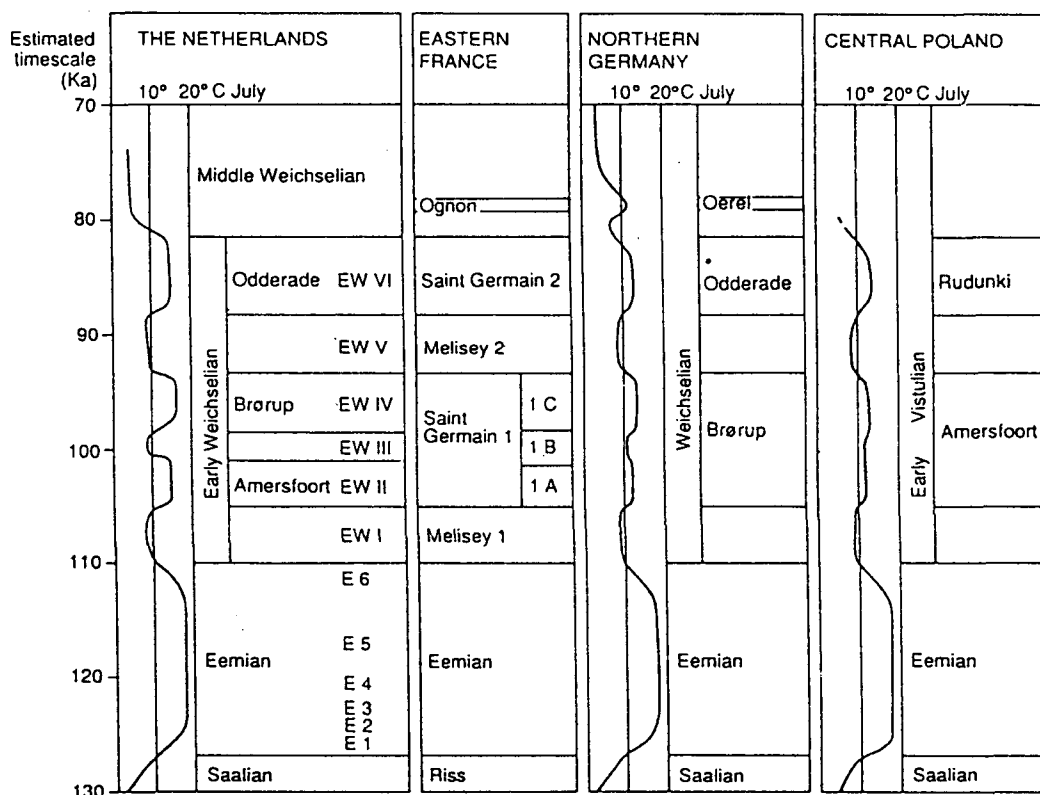 Estimated
timescale
(Ka)
THE NETHERLANDS
EASTERN
FRANCE
NORTHERN
GERMANY
CENTRAL POLAND
10° 20° C July
10° 20° C July
10° 20° C July
70
80
90
100
110
120
130
Middle Weichselian
Early Weichselian
Odderade EW VI
EW V
Brørup EW IV
EW III
Amersfoort EW II
EW I
E 6
E 5
Eemian
E 4
E 3
E 2
E 1
Saalian
Ognon
Saint Germain 2
Melisey 2
Saint
Germain 1
1 C
1 B
1 A
Melisey 1
Eemian
Riss
Oerel
Weichselian
Odderade
Brørup
Eemian
Saalian
Early Vistulian
Rudunki
Amersfoort
Eemian
Saalian